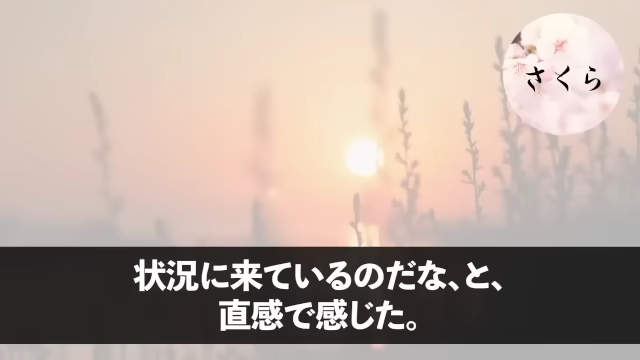 さくら
状況に来ているのだな、と、
直感で感じた。